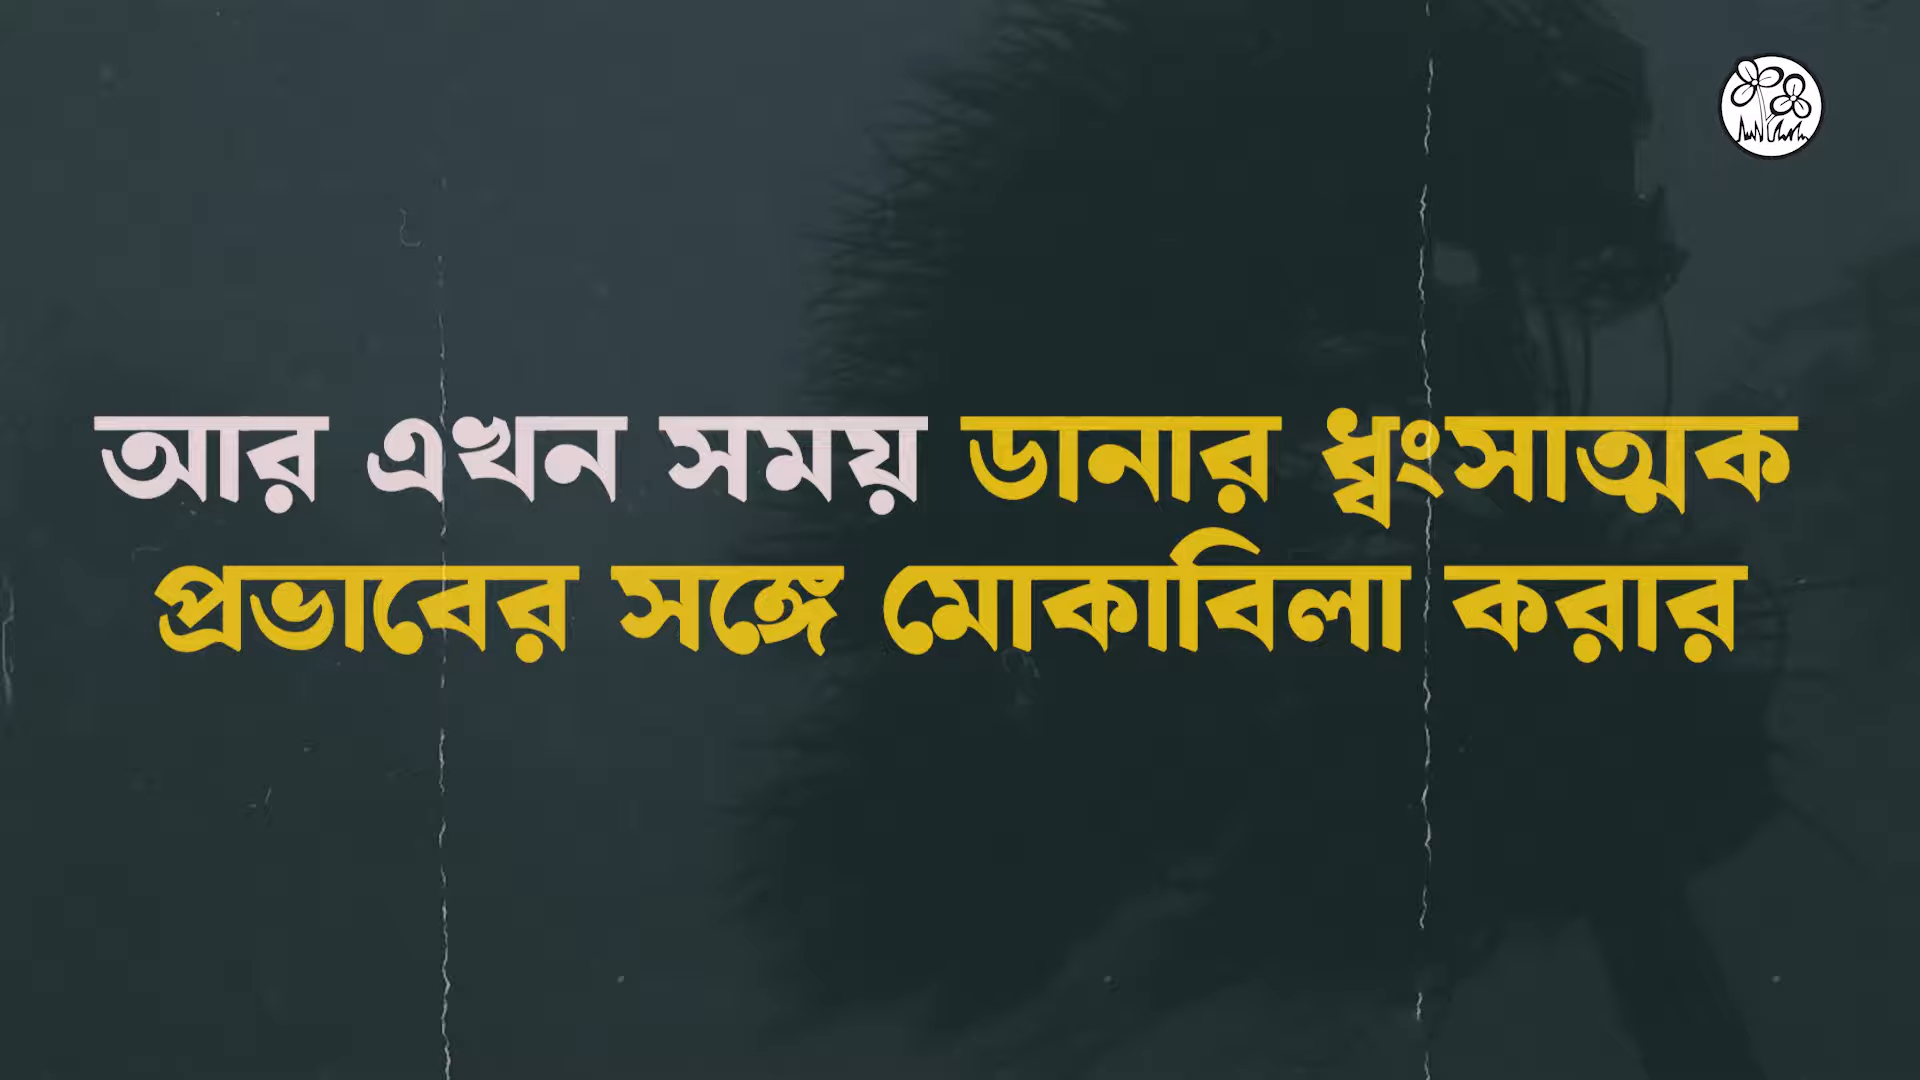 আর এখন সময় ডানার ধ্বংসাত্মক
প্রভাবের সঙ্গে মোকাবিলা করার